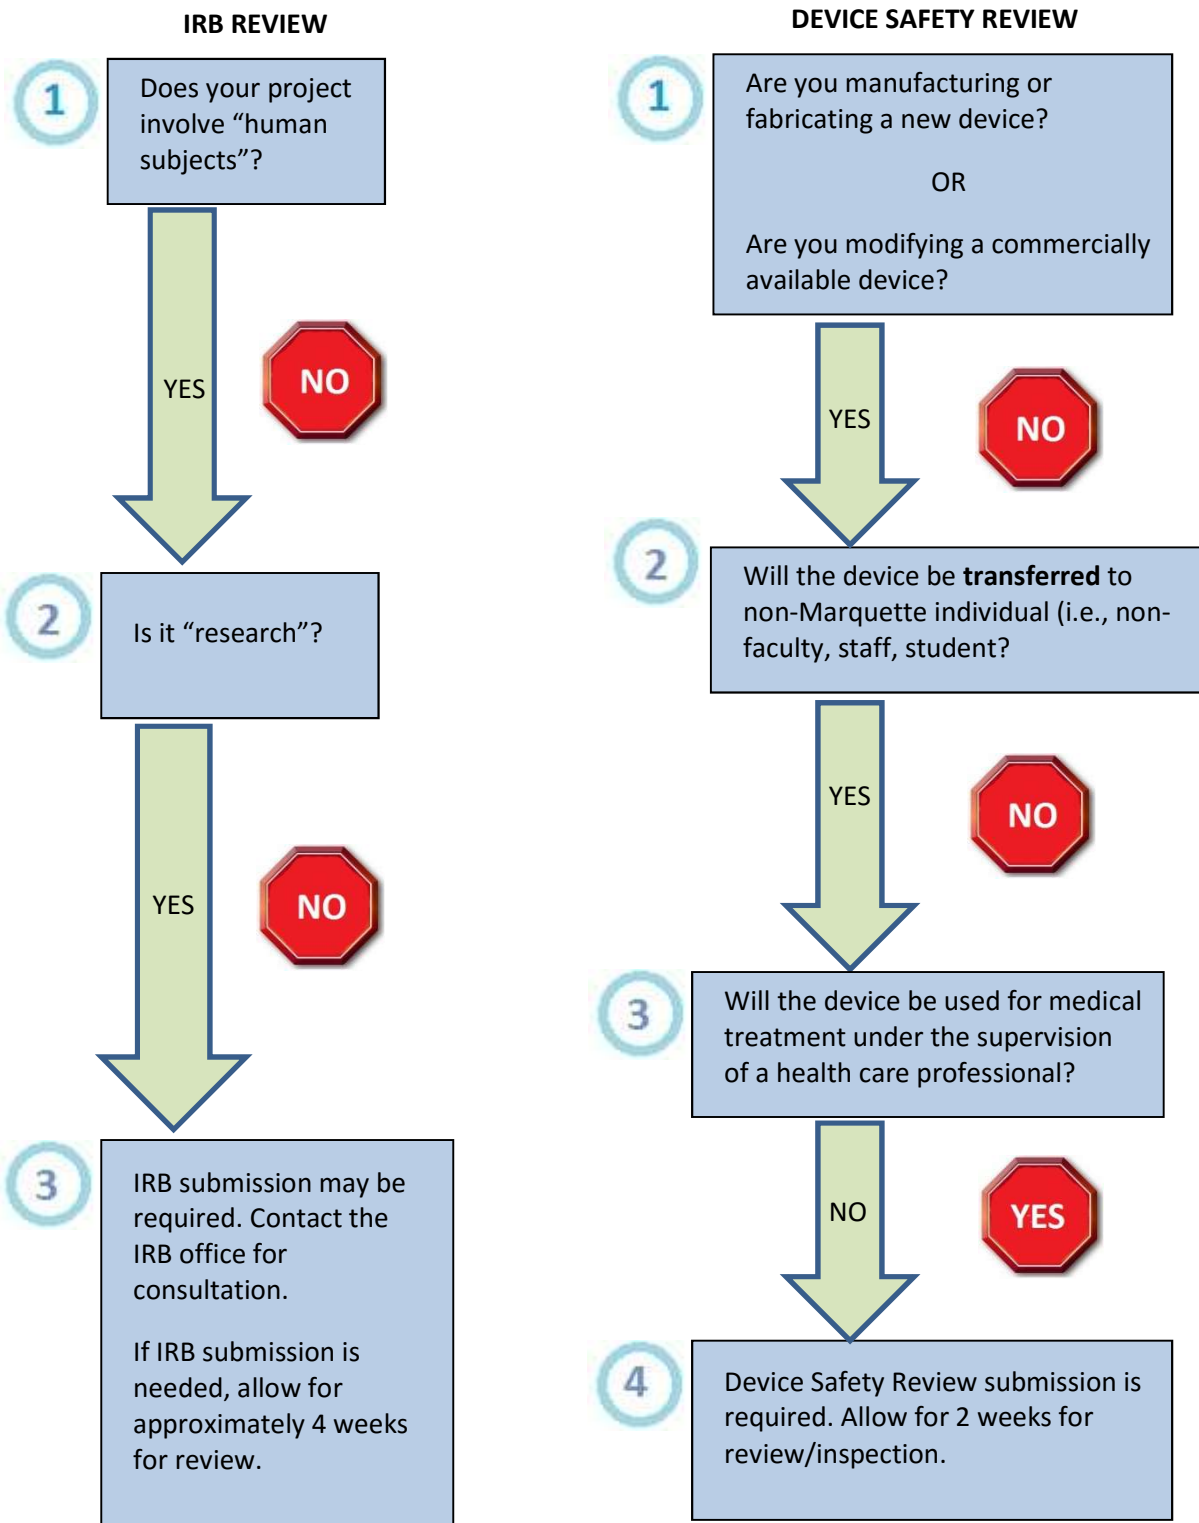 IRB REVIEW
1
Does your project
involve “human
subjects”?
YES
NO
2
Is it “research”?
YES
NO
3
IRB submission may be
required. Contact the
IRB office for
consultation.
If IRB submission is
needed, allow for
approximately 4 weeks
for review.
DEVICE SAFETY REVIEW
1
Are you manufacturing or
fabricating a new device?
OR
Are you modifying a commercially
available device?
YES
NO
2
Will the device be transferred to
non-Marquette individual (i.e., non-
faculty, staff, student?
YES
NO
3
Will the device be used for medical
treatment under the supervision
of a health care professional?
NO
YES
4
Device Safety Review submission is
required. Allow for 2 weeks for
review/inspection.